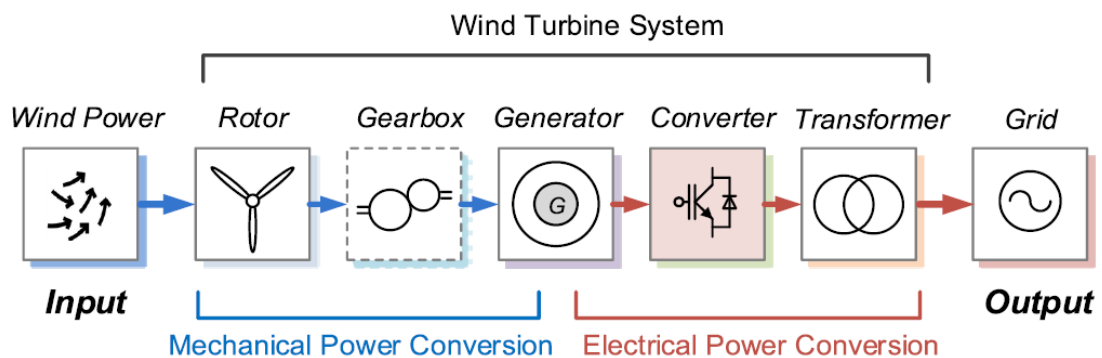 Wind Turbine System
Wind Power Rotor Gearbox Generator Converter Transformer Grid
G
Input Output
Mechanical Power Conversion Electrical Power Conversion